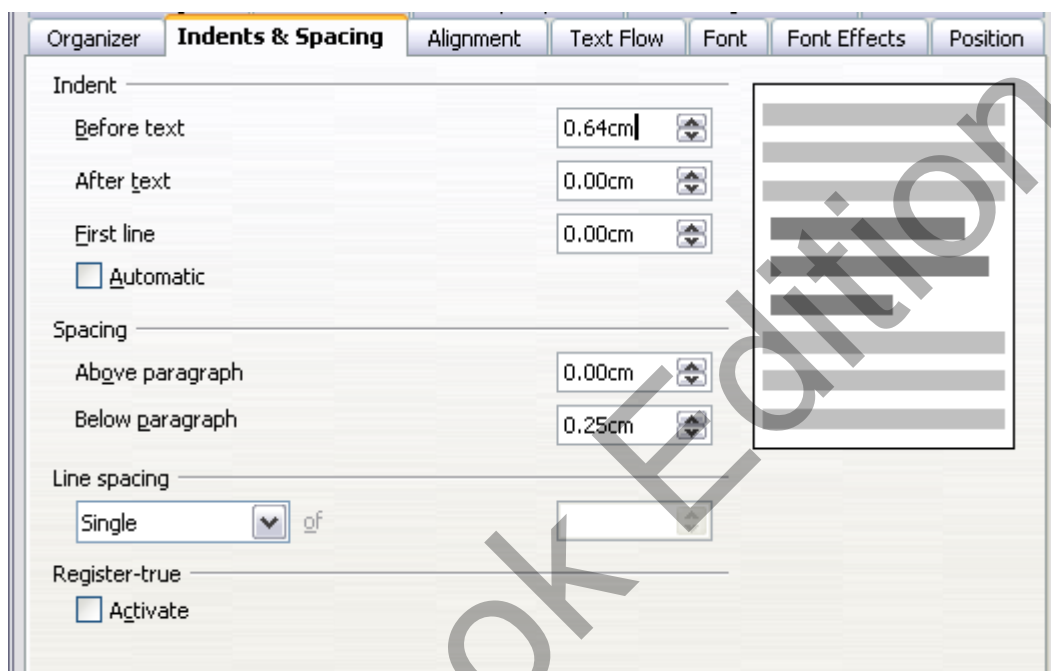 Organizer Indents & Spacing Alignment Text Flow Font Font Effects Position
Indent
Before text 0.64cm
After text 0.00cm
First line 0.00cm
Automatic
Spacing
Above paragraph 0.00cm
Below paragraph 0.25cm
Line spacing
Single of
Register-true
Activate
ok Edition